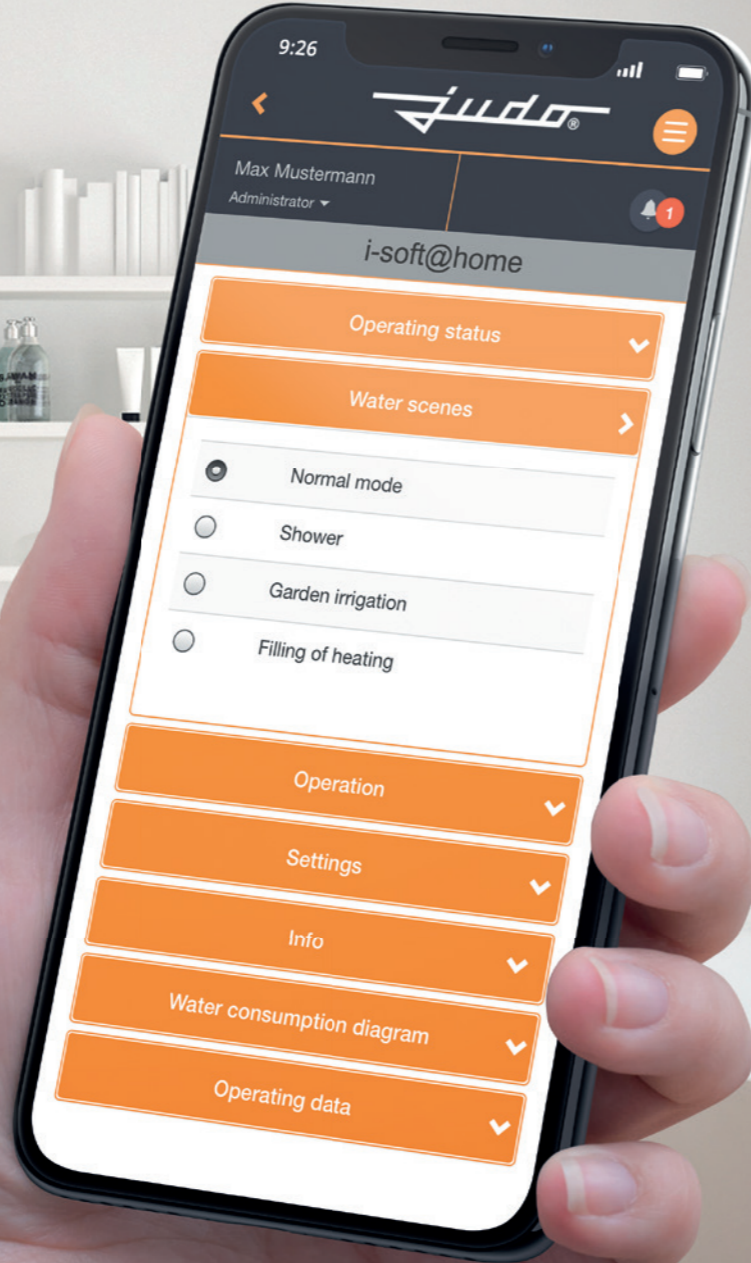 9:26
judo®
Max Mustermann
Administrator
1
i-soft@home
Operating status
Water scenes
Normal mode
Shower
Garden irrigation
Filling of heating
Operation
Settings
Info
Water consumption diagram
Operating data